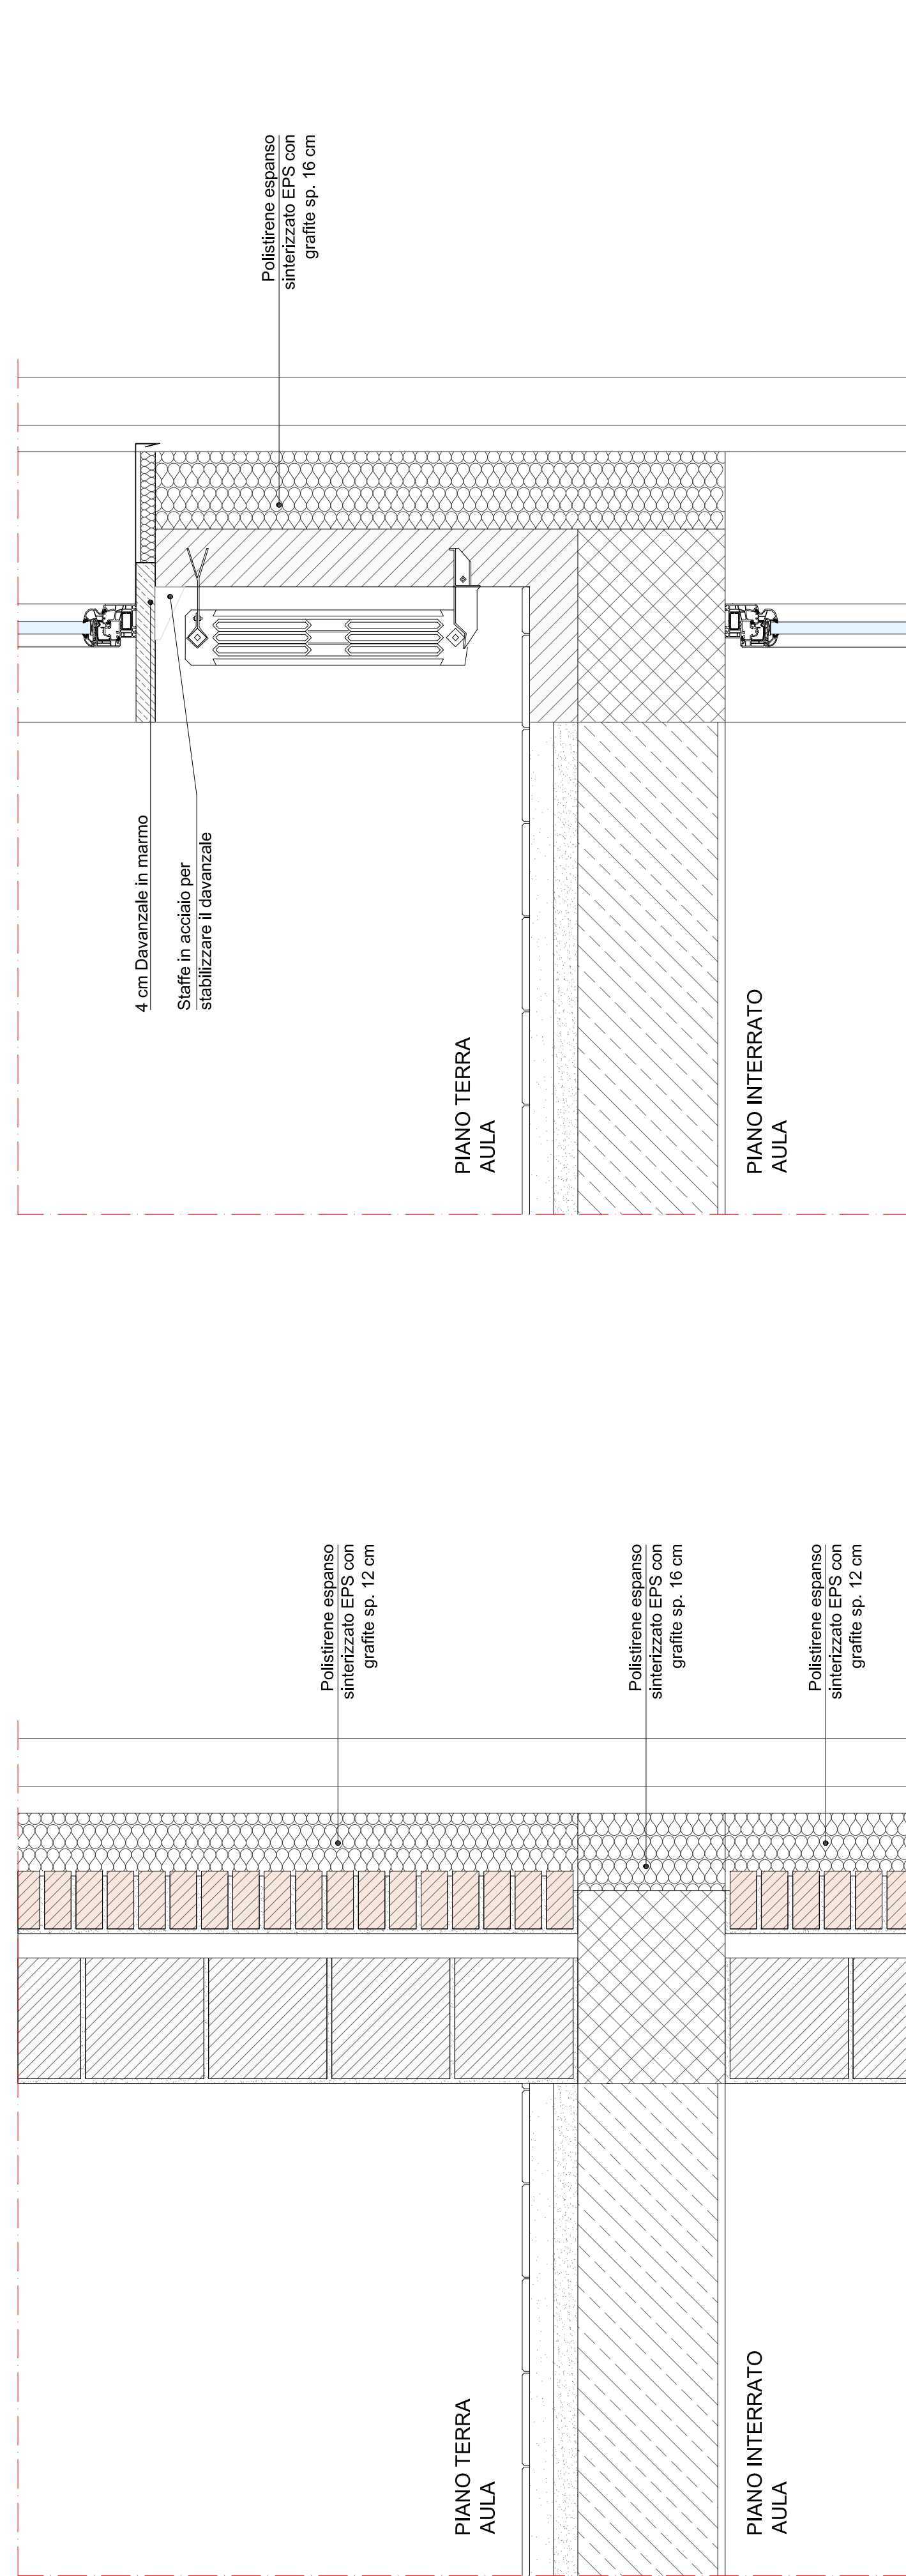 Polistirene espanso
sinterizzato EPS con
grafite sp. 16 cm
4 cm Davanzale in marmo
Staffe in acciaio per
stabilizzare il davanzale
PIANO TERRA
AULA
PIANO INTERRATO
AULA
Polistirene espanso
sinterizzato EPS con
grafite sp. 12 cm
Polistirene espanso
sinterizzato EPS con
grafite sp. 16 cm
Polistirene espanso
sinterizzato EPS con
grafite sp. 12 cm
PIANO TERRA
AULA
PIANO INTERRATO
AULA